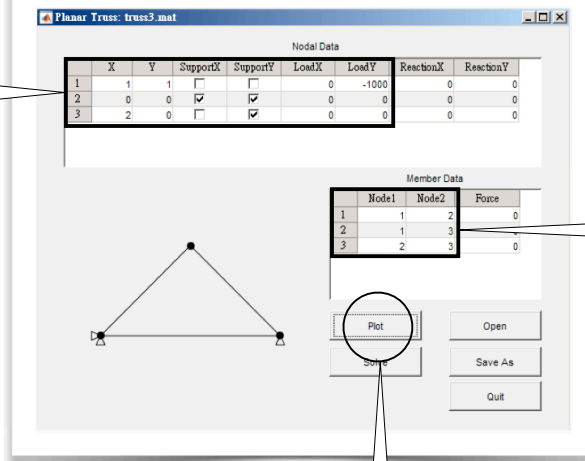 Planar Truss: truss3.mat
Nodal Data
X Y SupportX SupportY LoadX LoadY ReactionX ReactionY
1 1 1 0 -1000 0 0
2 0 0 0 0 0 0
3 2 0 0 0 0 0
Member Data
Node1 Node2 Force
1 1 2 0
2 1 3
3 2 3 0
Plot Open
Solve Save As
Quit